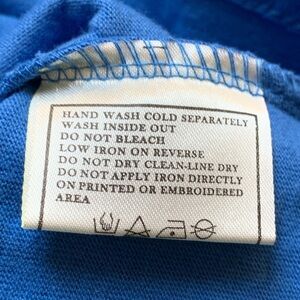 HAND WASH COLD SEPARATELY
WASH INSIDE OUT
DO NOT BLEACH
LOW IRON ON REVERSE
DO NOT DRY CLEAN-LINE DRY
DO NOT APPLY IRON DIRECTLY
ON PRINTED OR EMBROIDERED
AREA